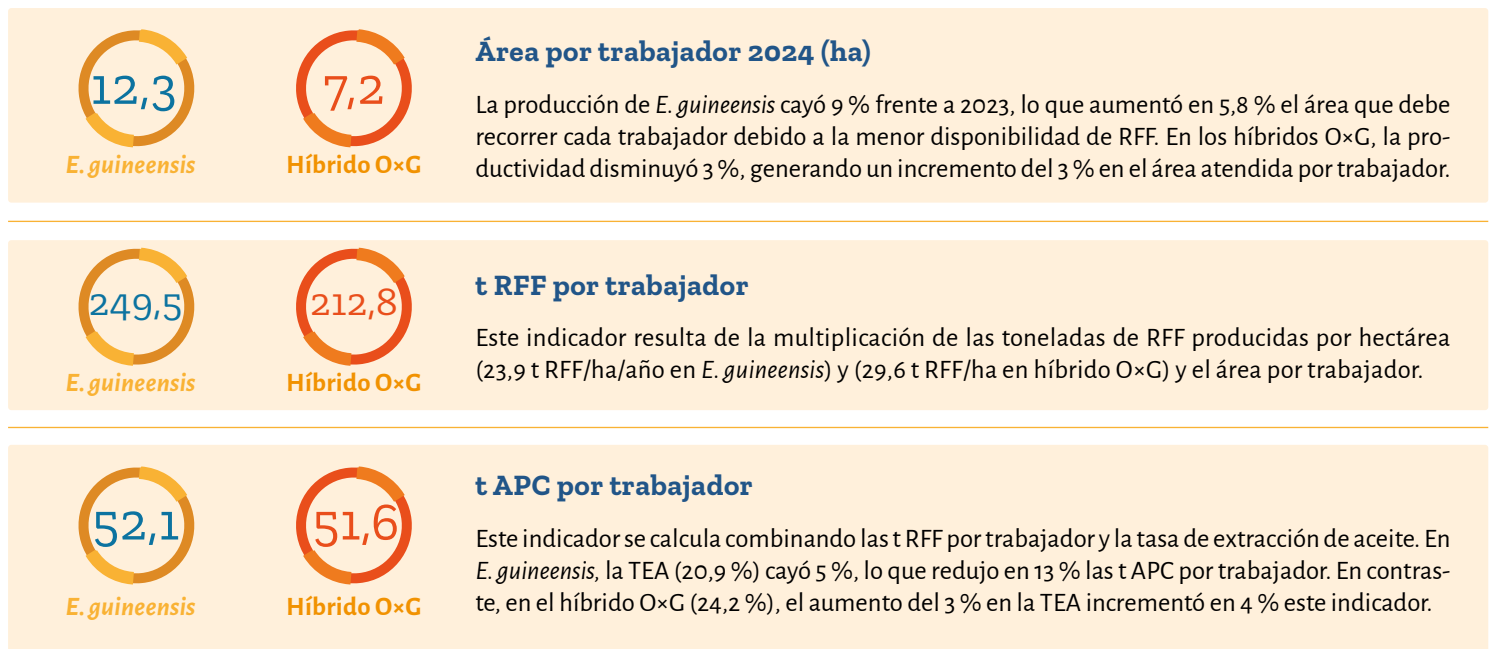 12,3
E. guineensis
7,2
Híbrido O×G
Área por trabajador 2024 (ha)
La producción de E. guineensis cayó 9 % frente a 2023, lo que aumentó en 5,8 % el área que debe
recorrer cada trabajador debido a la menor disponibilidad de RFF. En los híbridos O×G, la pro-
ductividad disminuyó 3 %, generando un incremento del 3 % en el área atendida por trabajador.
249,5
E. guineensis
212,8
Híbrido O×G
t RFF por trabajador
Este indicador resulta de la multiplicación de las toneladas de RFF producidas por hectárea
(23,9 t RFF/ha/año en E. guineensis) y (29,6 t RFF/ha en híbrido O×G) y el área por trabajador.
52,1
E. guineensis
51,6
Híbrido O×G
t APC por trabajador
Este indicador se calcula combinando las t RFF por trabajador y la tasa de extracción de aceite. En
E. guineensis, la TEA (20,9 %) cayó 5 %, lo que redujo en 13 % las t APC por trabajador. En contras-
te, en el híbrido O×G (24,2 %), el aumento del 3 % en la TEA incrementó en 4 % este indicador.